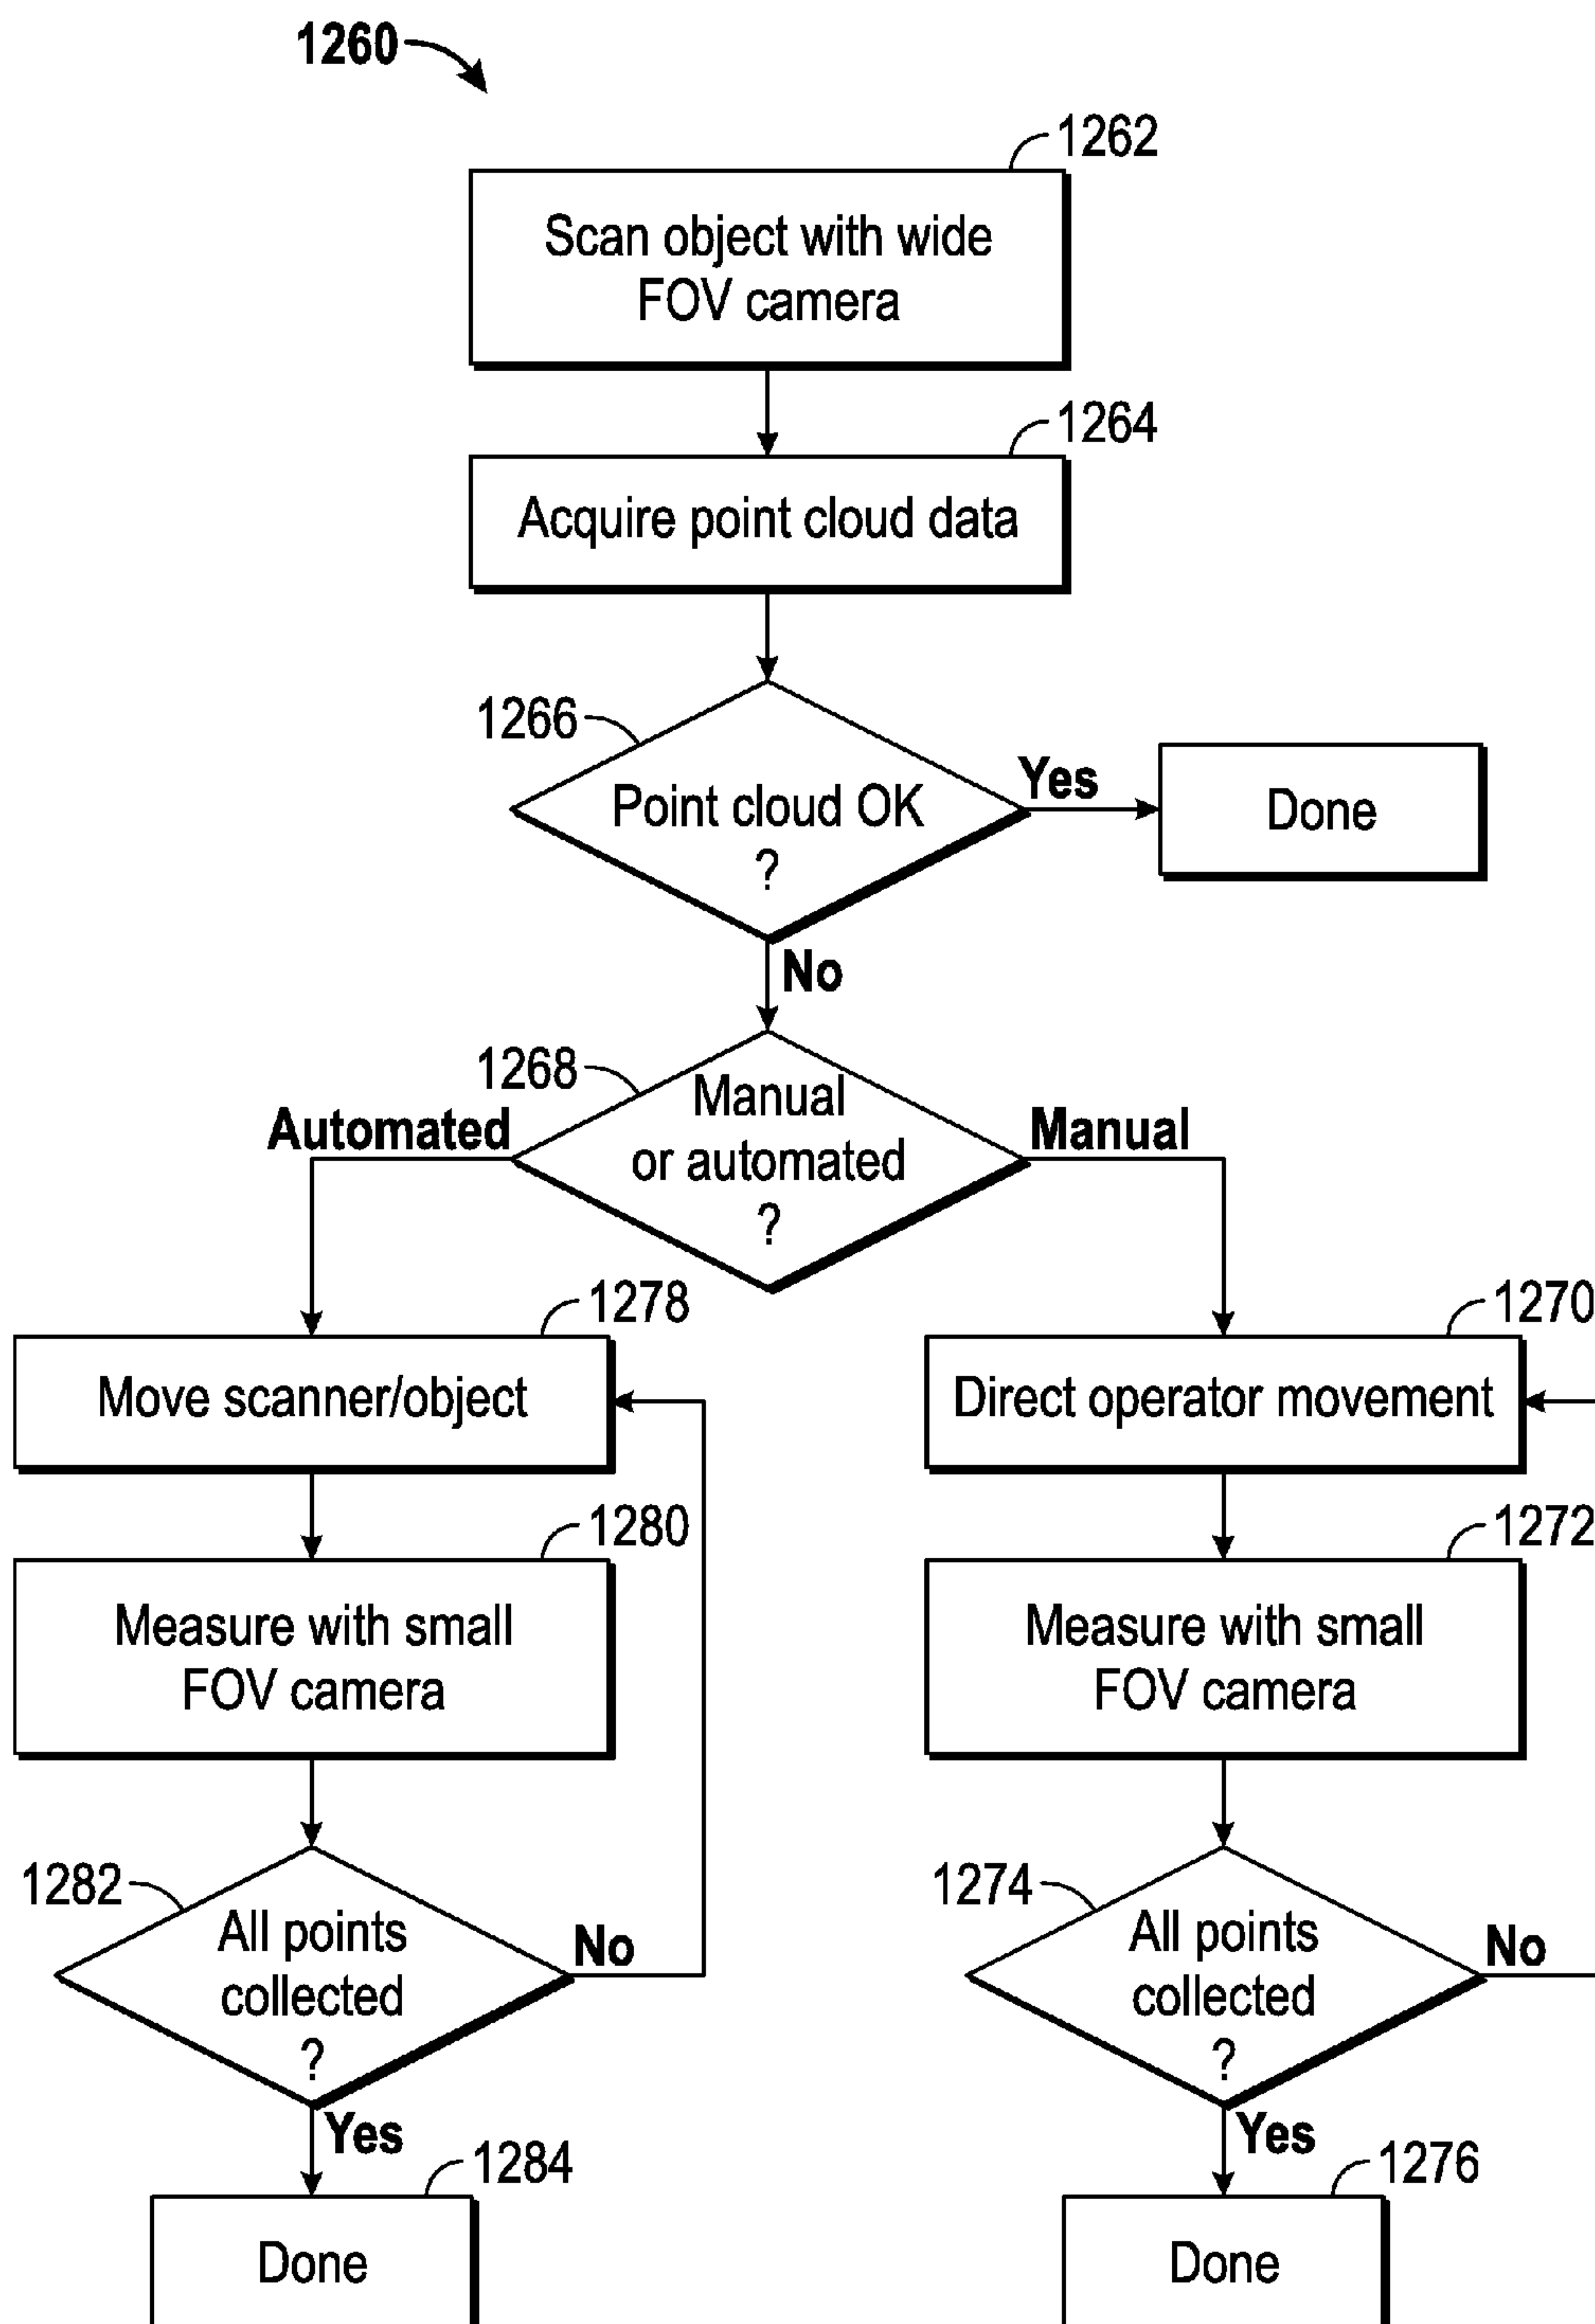 1260
1262
Scan object with wide
FOV camera
1264
Acquire point cloud data
1266
Point cloud OK
?
Yes
Done
No
1268
Manual
or automated
?
Automated
Manual
1278
Move scanner/object
1270
Direct operator movement
1280
Measure with small
FOV camera
1272
Measure with small
FOV camera
1282
All points
collected
?
No
1274
All points
collected
?
No
Yes
1284
Done
Yes
1276
Done